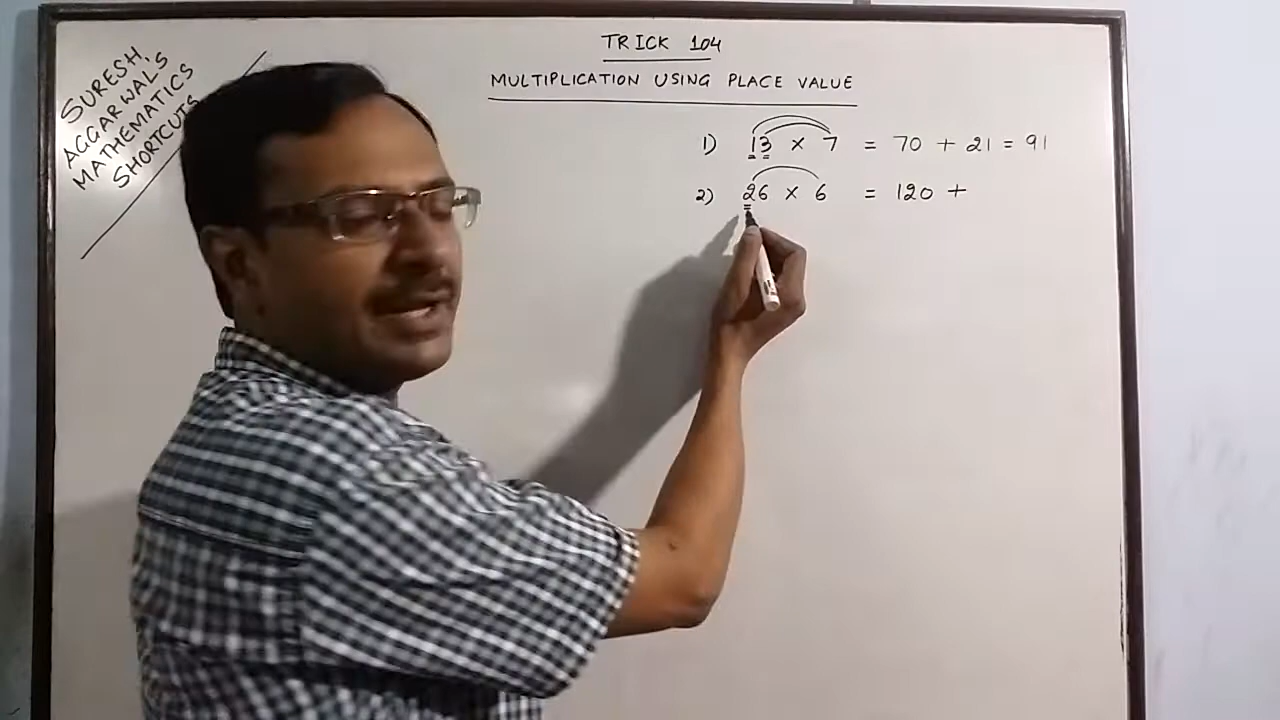 SURESH
AGGARWAL'S
MATHEMATICS
SHORTCUTS
TRICK 104
MULTIPLICATION USING PLACE VALUE
1) 13 × 7 = 70 + 21 = 91
2) 26 × 6 = 120 +